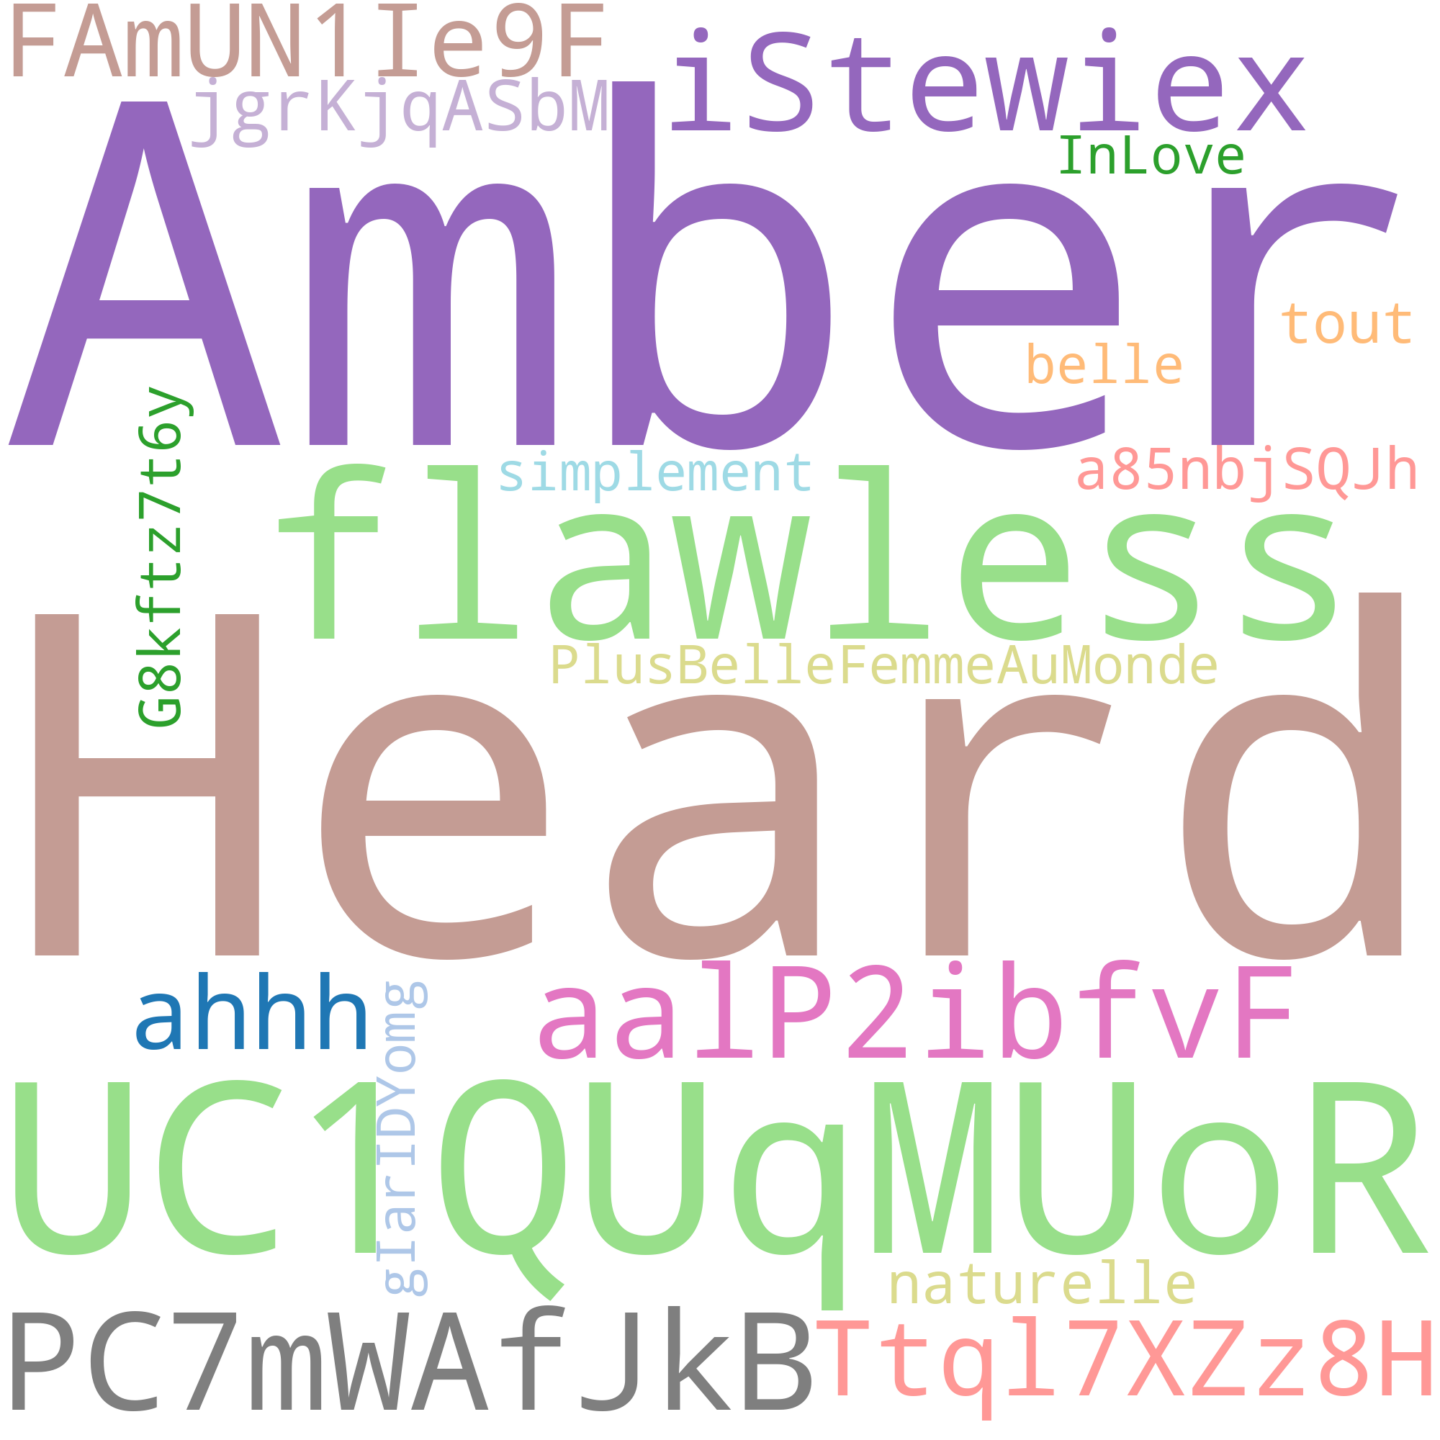 FAmUN1Ie9F
iStewiex
jgrKjqASbM
InLove
Amber
tout
belle
G8kftz7t6y
simplement
a85nbjSQJh
flawless
PlusBelleFemmeAuMonde
Heard
ahhh
gIarIDYomg
aalP2ibfvF
UC1QUqMUoR
naturelle
PC7mWAfJkB
Ttql7XZz8H